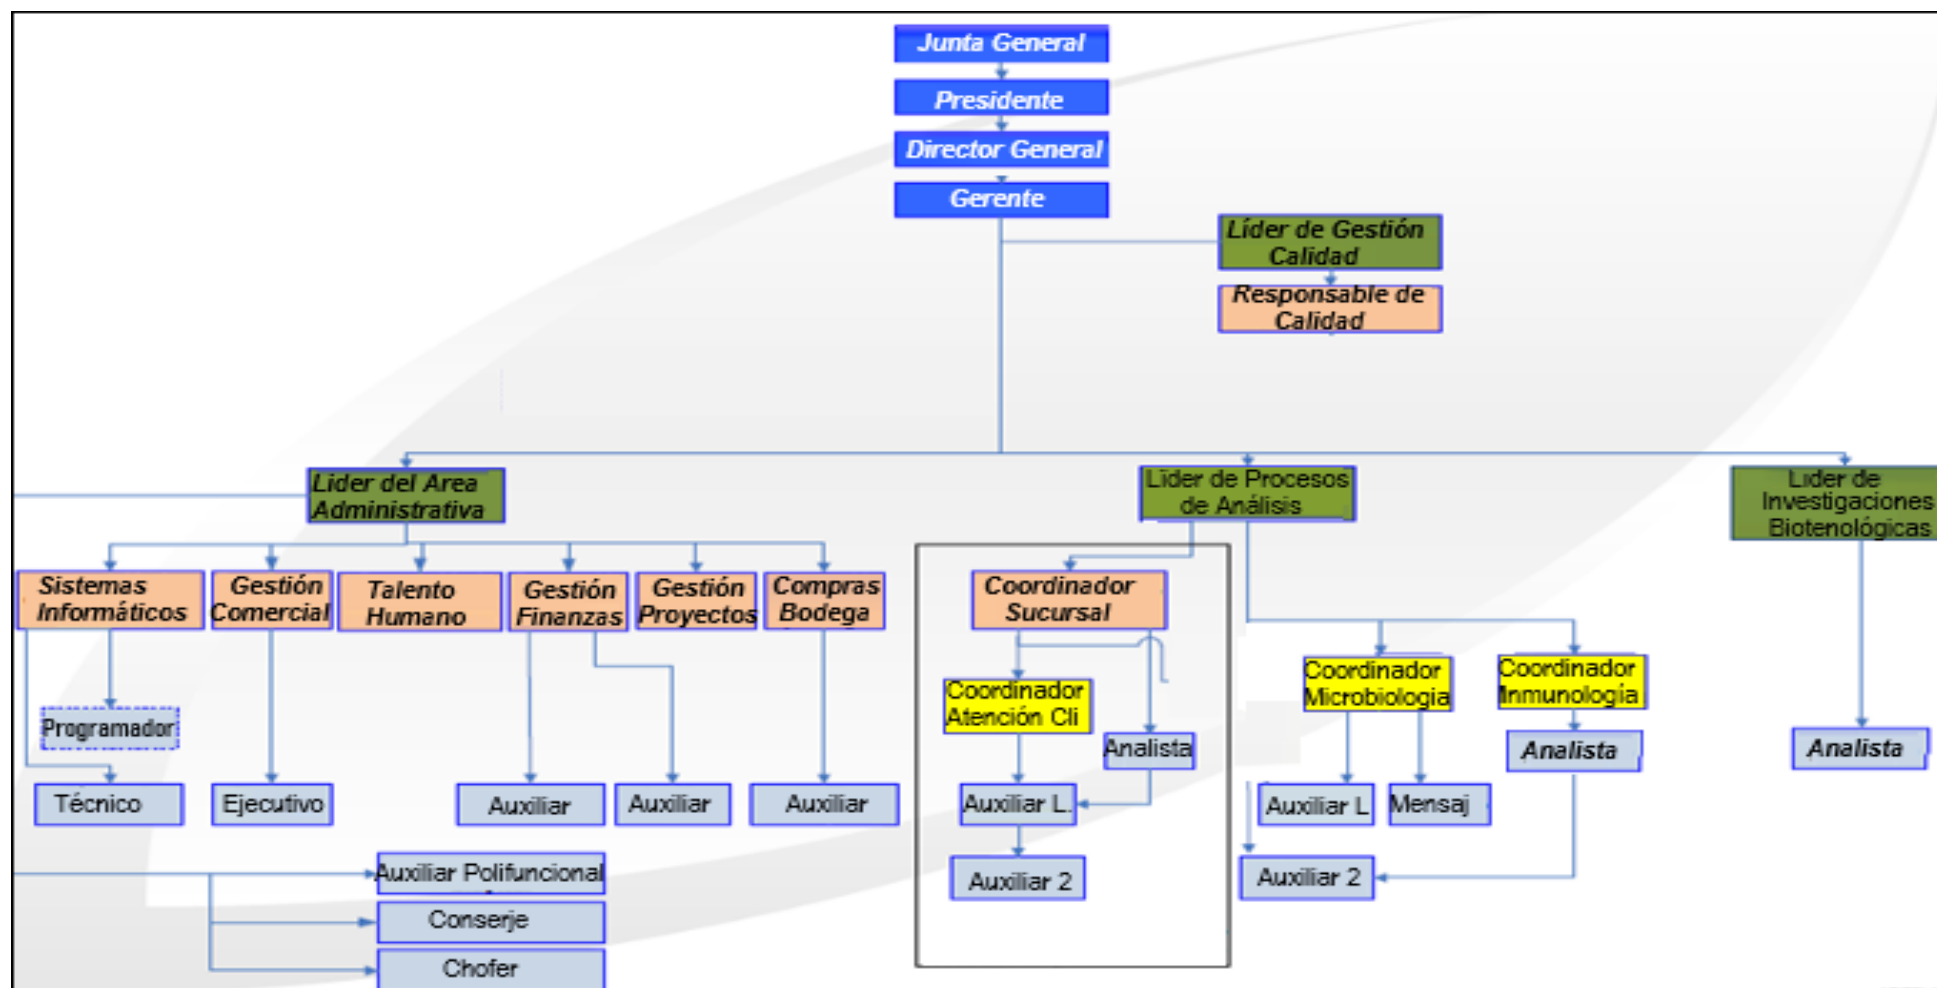 Junta General
Presidente
Director General
Gerente
Líder de Gestión
Calidad
Responsable de
Calidad
Lider del Area
Administrativa
Líder de Procesos
de Análisis
Lider de
Investigaciones
Biotenológicas
Sistemas
Informáticos
Gestión
Comercial
Talento
Humano
Gestión
Finanzas
Gestión
Proyectos
Compras
Bodega
Coordinador
Sucursal
Coordinador
Microbiologia
Coordinador
Inmunología
Coordinador
Atención Cli
Programador
Analista
Analista
Analista
Técnico
Ejecutivo
Auxiliar
Auxiliar
Auxiliar
Auxiliar L.
Auxiliar L
Mensaj
Auxiliar Polifuncional
Auxiliar 2
Auxiliar 2
Conserje
Chofer